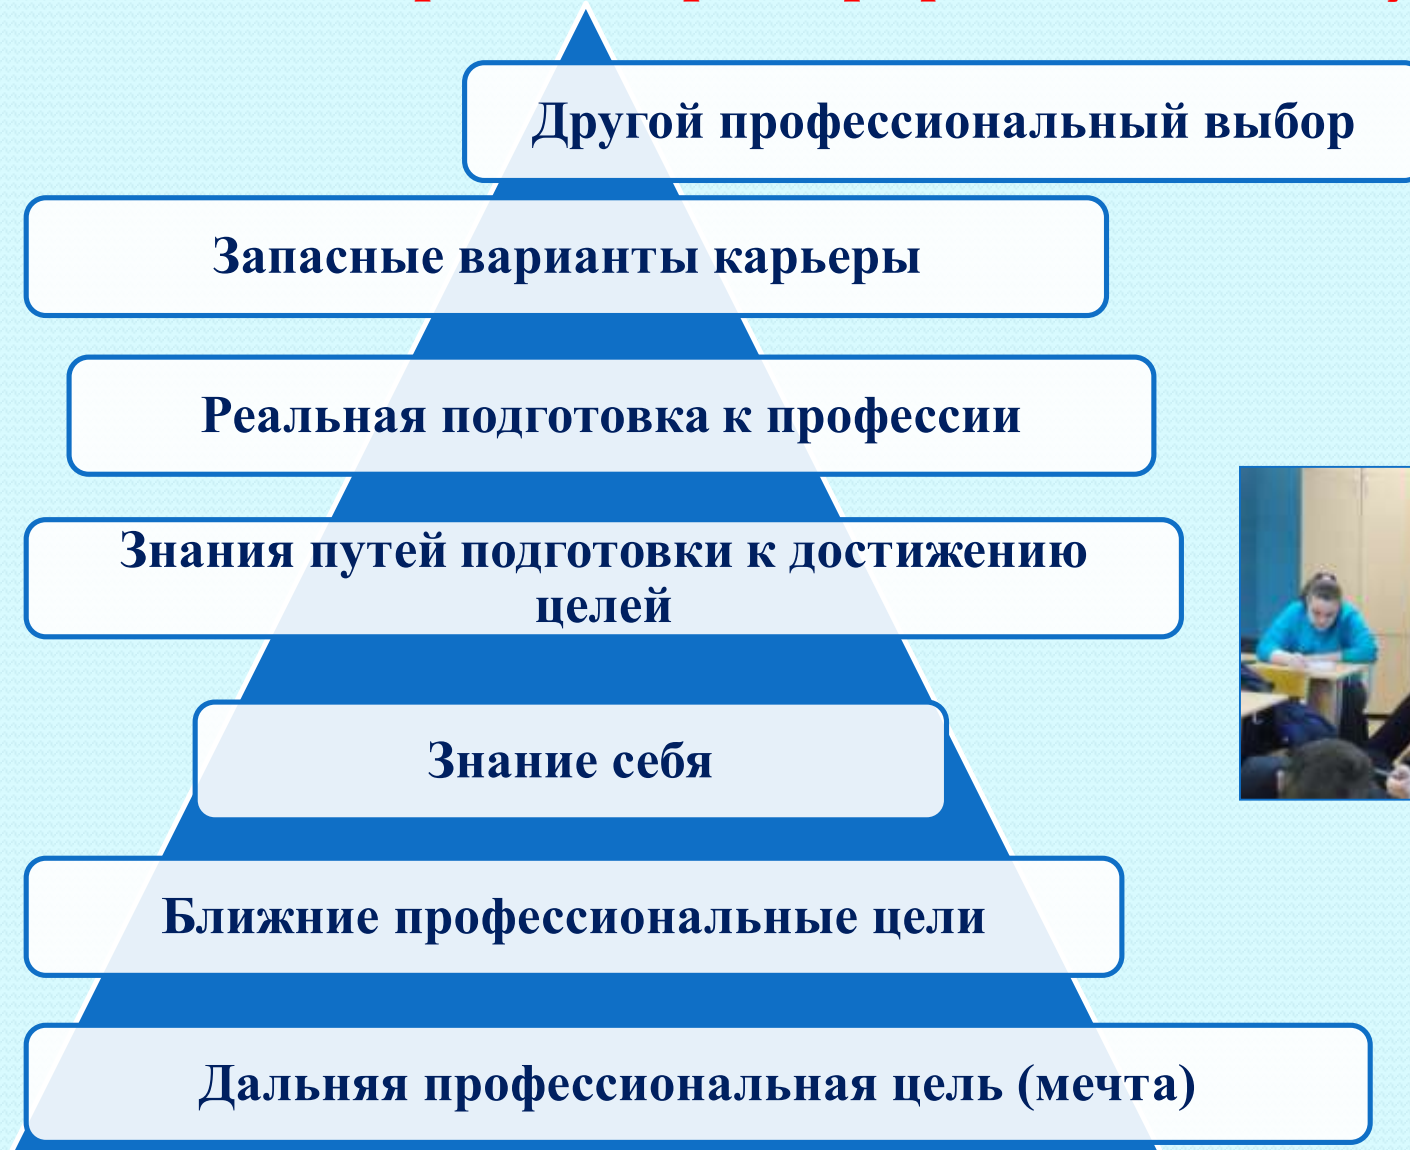 Другой профессиональный выбор
Запасные варианты карьеры
Реальная подготовка к профессии
Знания путей подготовки к достижению
целей
Знание себя
Ближние профессиональные цели
Дальняя профессиональная цель (мечта)